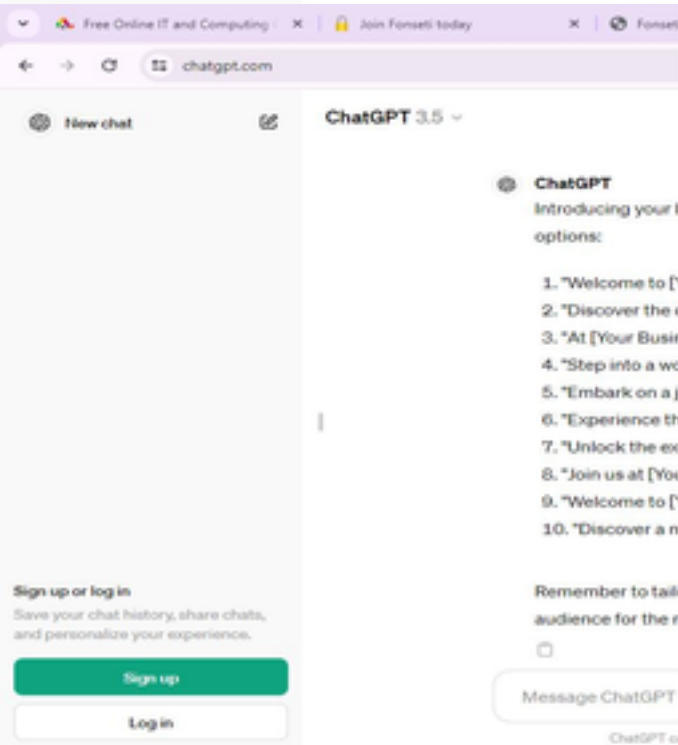 Free Online IT and Computing
Join Fonseti today
Fonseti
chatgpt.com
New chat
ChatGPT 3.5
ChatGPT
Introducing your
options:
1. "Welcome to [
2. "Discover the
3. "At [Your Busi
4. "Step into a wo
5. "Embark on a j
6. "Experience th
7. "Unlock the ex
8. "Join us at [You
9. "Welcome to [
10. "Discover a n
Remember to tail
audience for the
Sign up or log in
Save your chat history, share chats,
and personalize your experience.
Sign up
Log in
Message ChatGPT
ChatGPT